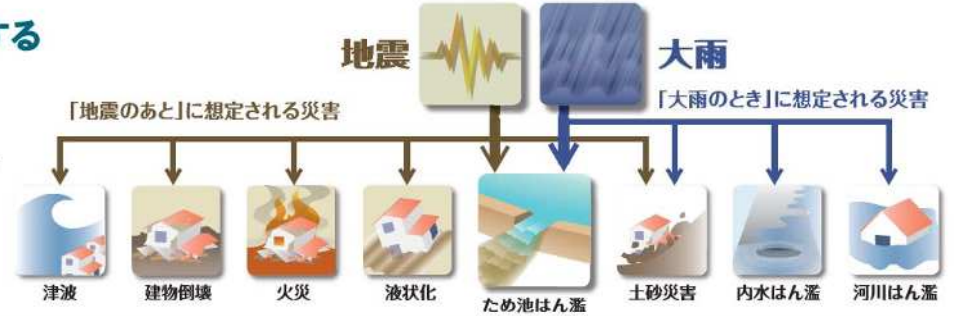 する
地震
大雨
「地震のあと」に想定される災害
「大雨のとき」に想定される災害
津波
建物倒壊
火災
液状化
ため池はん濫
土砂災害
内水はん濫
河川はん濫